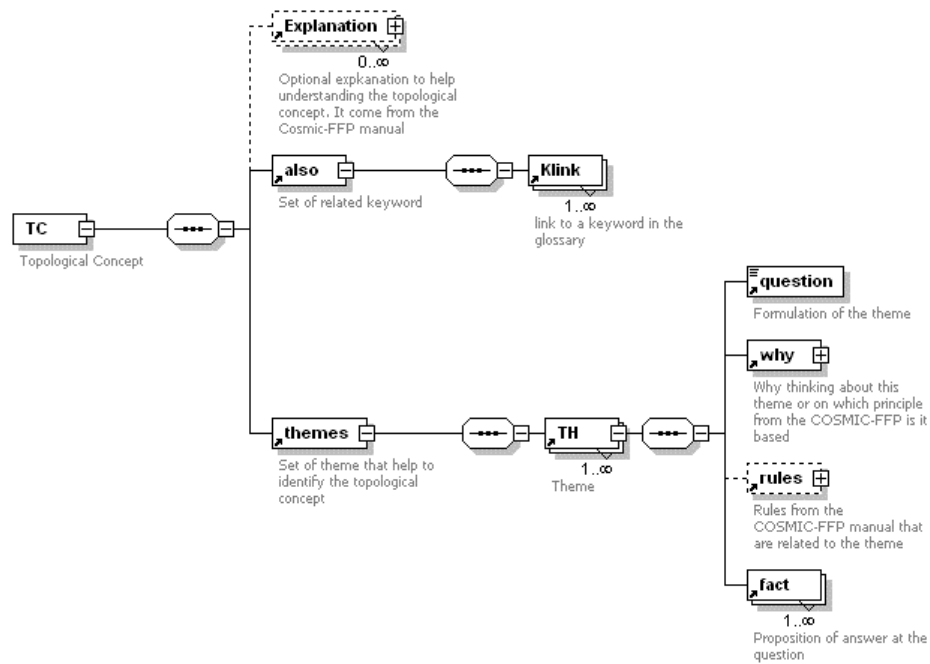 Explanation
0..∞
Optional expkanation to help
understanding the topological
concept. It come from the
Cosmic-FFP manual
also
Set of related keyword
Klink
1..∞
link to a keyword in the
glossary
TC
Topological Concept
question
Formulation of the theme
why
Why thinking about this
theme or on which principle
from the COSMIC-FFP is it
based
themes
Set of theme that help to
identify the topological
concept
TH
1..∞
Theme
rules
Rules from the
COSMIC-FFP manual that
are related to the theme
fact
1..∞
Proposition of answer at the
question